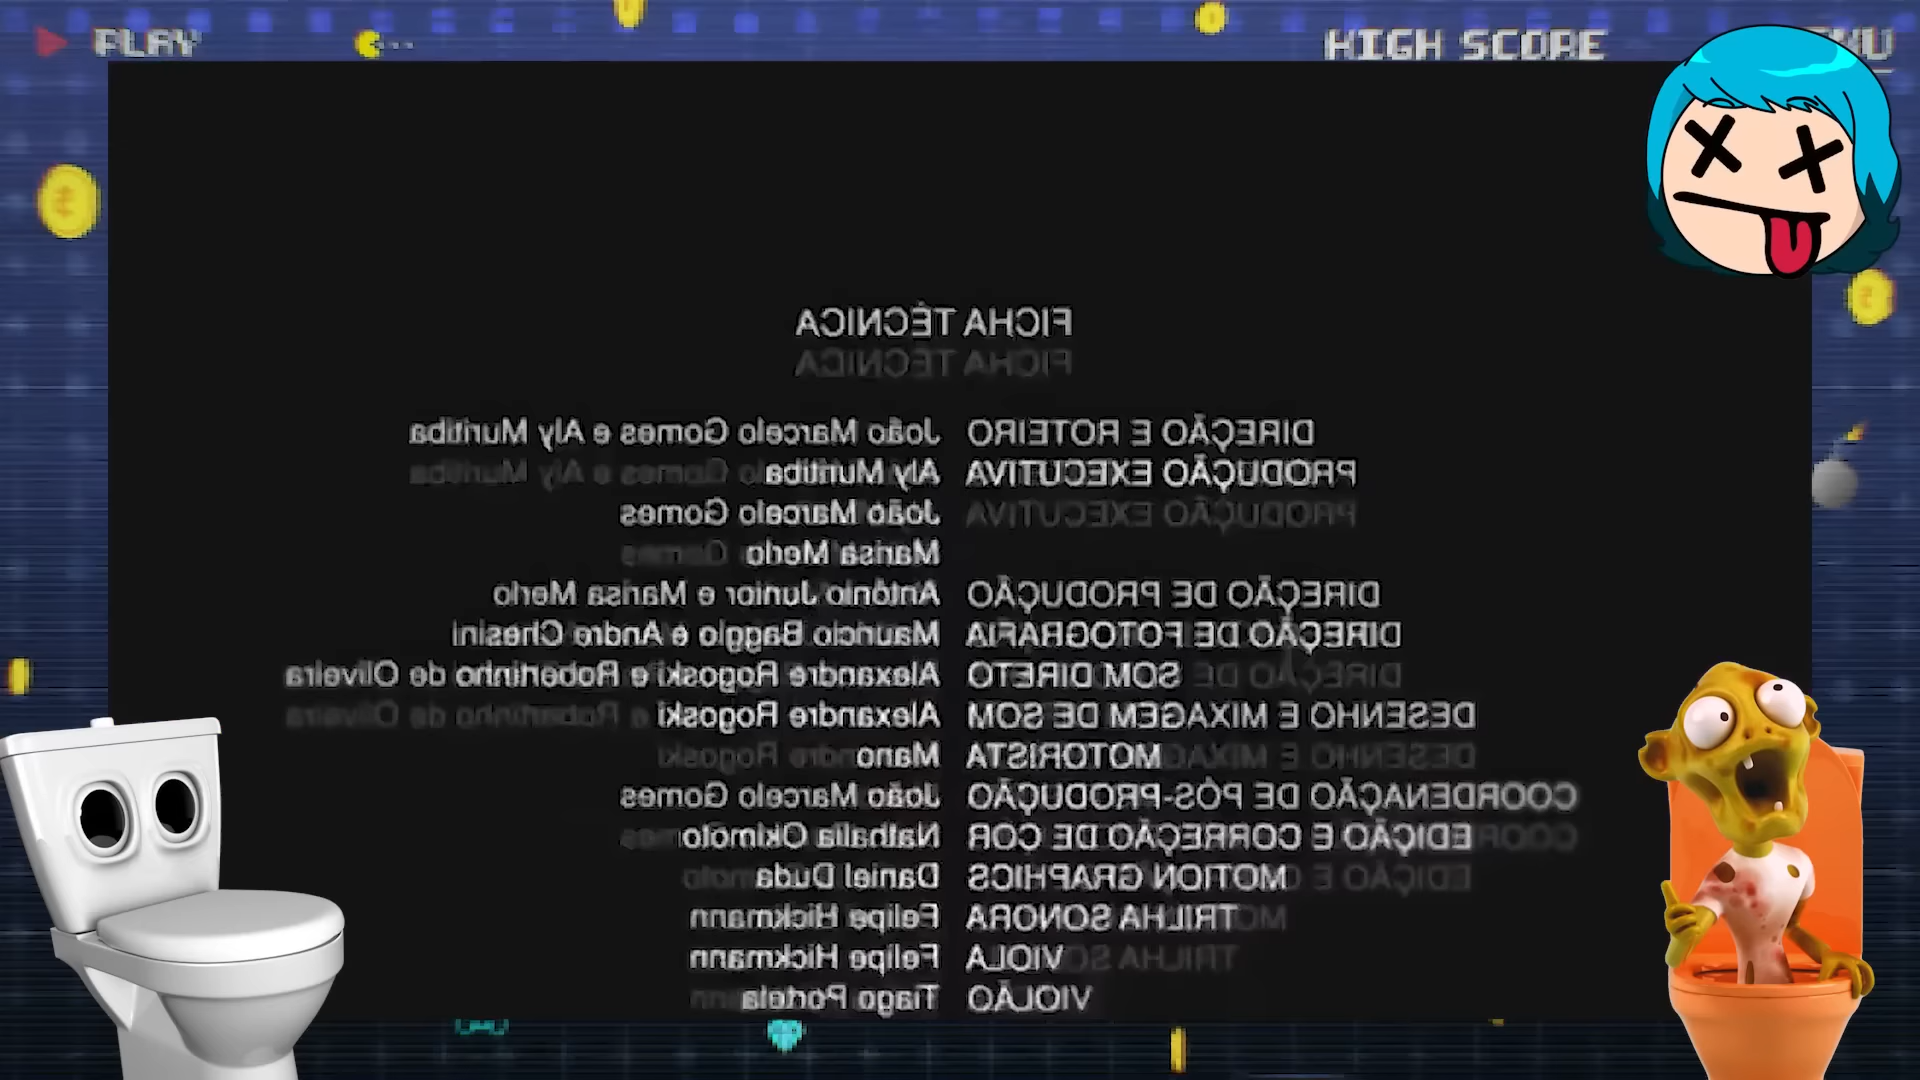 PLAY
HIGH SCORE
FICHA TÉCNICA
DIREÇÃO E ROTEIRO João Marcelo Gomes e Aly Muritiba
PRODUÇÃO EXECUTIVA Aly Muritiba
João Marcelo Gomes
Marisa Merlo
DIREÇÃO DE PRODUÇÃO Antônio Junior e Marisa Merlo
DIREÇÃO DE FOTOGRAFIA Mauricio Baggio e Andre Chesini
SOM DIRETO Alexandre Rogoski e Robertinho de Oliveira
DESENHO E MIXAGEM DE SOM Alexandre Rogoski
MOTORISTA Mano
COORDENAÇÃO DE PÓS-PRODUÇÃO João Marcelo Gomes
EDIÇÃO E CORREÇÃO DE COR Nathalia Okimoto
MOTION GRAPHICS Daniel Duda
TRILHA SONORA Felipe Hickmann
VIOLA Felipe Hickmann
VIOLÃO Tiago Portela